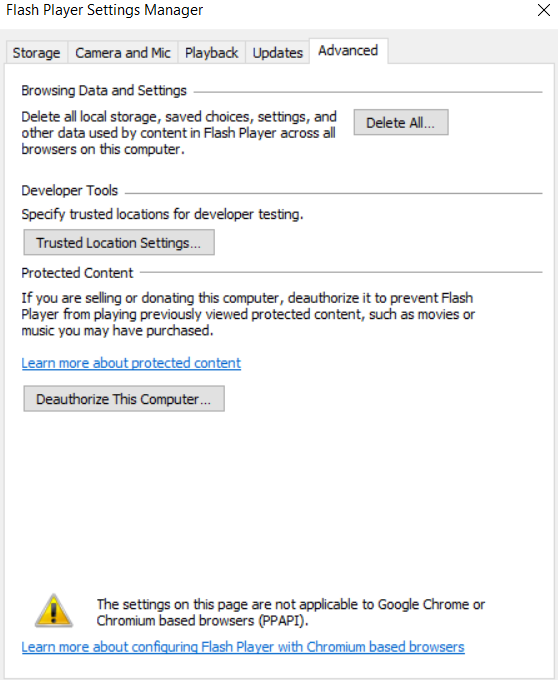 Flash Player Settings Manager
Storage Camera and Mic Playback Updates Advanced
Browsing Data and Settings
Delete all local storage, saved choices, settings, and
other data used by content in Flash Player across all
browsers on this computer.
Delete All...
Developer Tools
Specify trusted locations for developer testing.
Trusted Location Settings...
Protected Content
If you are selling or donating this computer, deauthorize it to prevent Flash
Player from playing previously viewed protected content, such as movies or
music you may have purchased.
Learn more about protected content
Deauthorize This Computer...
The settings on this page are not applicable to Google Chrome or
Chromium based browsers (PPAPI).
Learn more about configuring Flash Player with Chromium based browsers